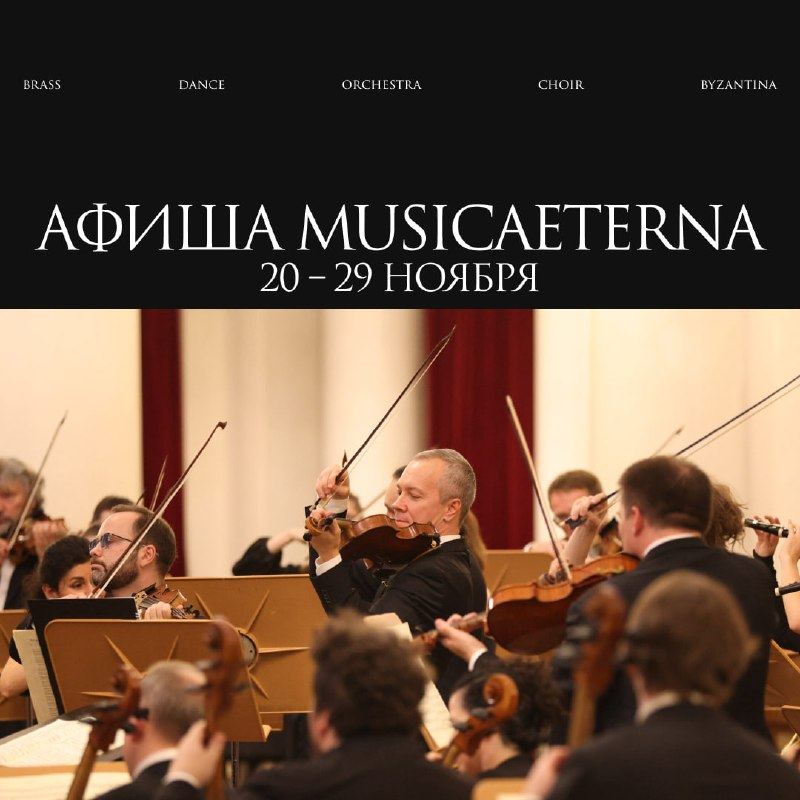 BRASS DANCE ORCHESTRA CHOIR BYZANTINA
АФИША MUSICAETERNA
20 – 29 НОЯБРЯ